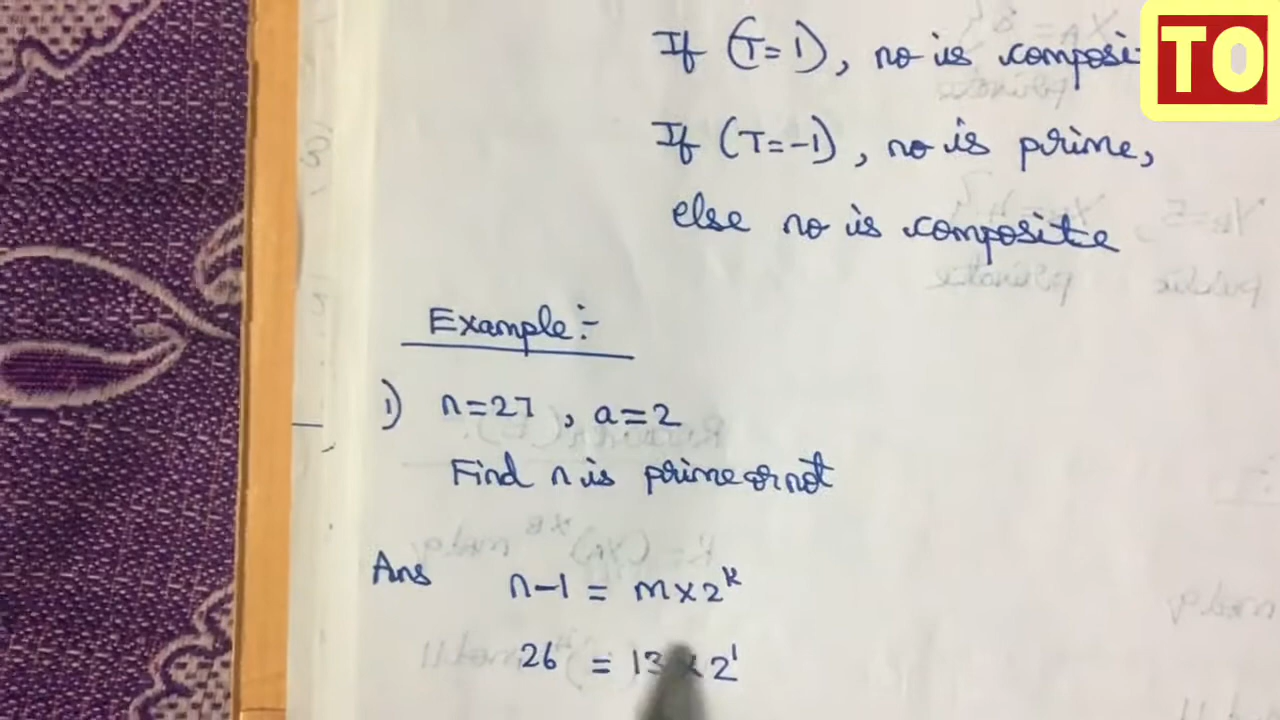 If (T=1), no is composi
TO
If (T=-1), no is prime,
else no is composite
Example:-
1) n=27, a=2
Find n is prime or not
Ans n-1 = m×2^k
26 = 13×2^1